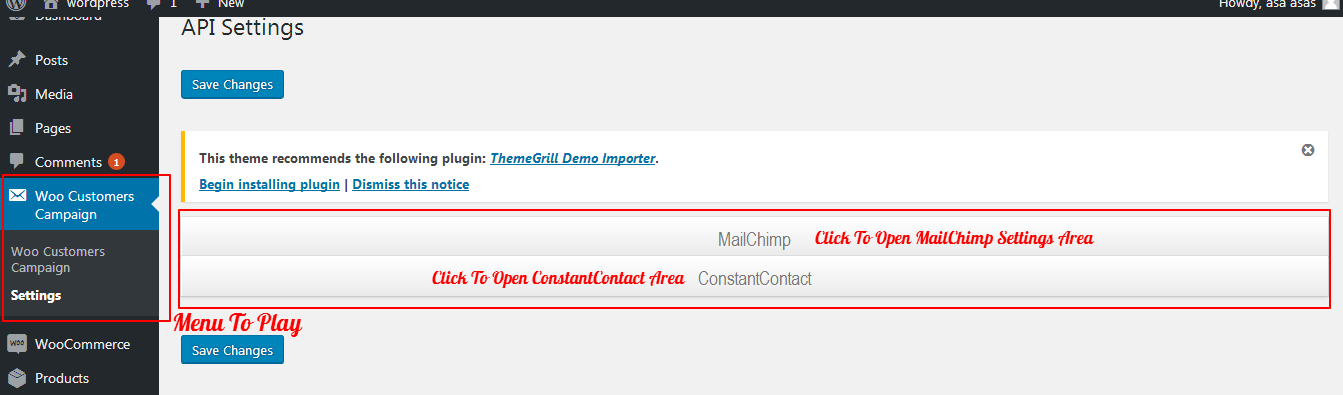 wordpress 1 New Howdy, asa asas
Dashboard
API Settings
Posts
Save Changes
Media
Pages
This theme recommends the following plugin: ThemeGrill Demo Importer.
Comments 1
Begin installing plugin | Dismiss this notice
Woo Customers
Campaign
MailChimp Click To Open MailChimp Settings Area
Woo Customers
Campaign
Click To Open ConstantContact Area ConstantContact
Settings
Menu To Play
woo WooCommerce
Save Changes
Products